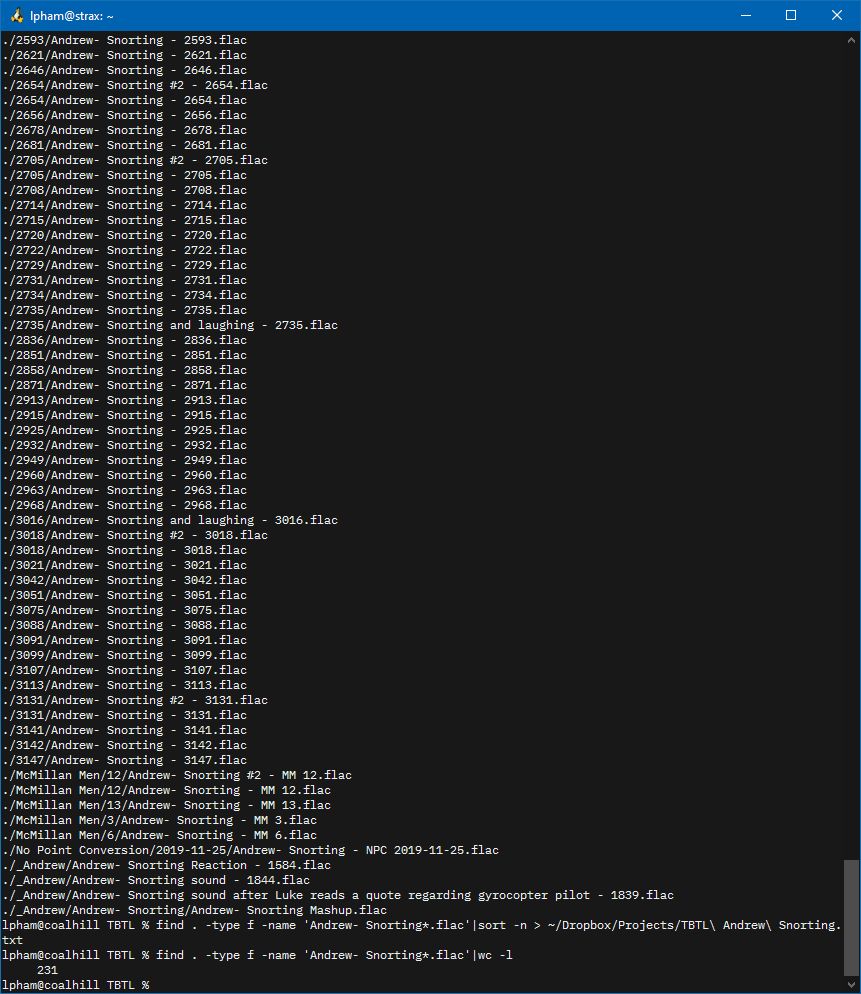 lpham@strax: ~
./2593/Andrew- Snorting - 2593.flac
./2621/Andrew- Snorting - 2621.flac
./2646/Andrew- Snorting - 2646.flac
./2654/Andrew- Snorting #2 - 2654.flac
./2654/Andrew- Snorting - 2654.flac
./2656/Andrew- Snorting - 2656.flac
./2678/Andrew- Snorting - 2678.flac
./2681/Andrew- Snorting - 2681.flac
./2705/Andrew- Snorting #2 - 2705.flac
./2705/Andrew- Snorting - 2705.flac
./2708/Andrew- Snorting - 2708.flac
./2714/Andrew- Snorting - 2714.flac
./2715/Andrew- Snorting - 2715.flac
./2720/Andrew- Snorting - 2720.flac
./2722/Andrew- Snorting - 2722.flac
./2729/Andrew- Snorting - 2729.flac
./2731/Andrew- Snorting - 2731.flac
./2734/Andrew- Snorting - 2734.flac
./2735/Andrew- Snorting - 2735.flac
./2735/Andrew- Snorting and laughing - 2735.flac
./2836/Andrew- Snorting - 2836.flac
./2851/Andrew- Snorting - 2851.flac
./2858/Andrew- Snorting - 2858.flac
./2871/Andrew- Snorting - 2871.flac
./2913/Andrew- Snorting - 2913.flac
./2915/Andrew- Snorting - 2915.flac
./2925/Andrew- Snorting - 2925.flac
./2932/Andrew- Snorting - 2932.flac
./2949/Andrew- Snorting - 2949.flac
./2960/Andrew- Snorting - 2960.flac
./2963/Andrew- Snorting - 2963.flac
./2968/Andrew- Snorting - 2968.flac
./3016/Andrew- Snorting and laughing - 3016.flac
./3018/Andrew- Snorting #2 - 3018.flac
./3018/Andrew- Snorting - 3018.flac
./3021/Andrew- Snorting - 3021.flac
./3042/Andrew- Snorting - 3042.flac
./3051/Andrew- Snorting - 3051.flac
./3075/Andrew- Snorting - 3075.flac
./3088/Andrew- Snorting - 3088.flac
./3091/Andrew- Snorting - 3091.flac
./3099/Andrew- Snorting - 3099.flac
./3107/Andrew- Snorting - 3107.flac
./3113/Andrew- Snorting - 3113.flac
./3131/Andrew- Snorting #2 - 3131.flac
./3131/Andrew- Snorting - 3131.flac
./3141/Andrew- Snorting - 3141.flac
./3142/Andrew- Snorting - 3142.flac
./3147/Andrew- Snorting - 3147.flac
./McMillan Men/12/Andrew- Snorting #2 - MM 12.flac
./McMillan Men/12/Andrew- Snorting - MM 12.flac
./McMillan Men/13/Andrew- Snorting - MM 13.flac
./McMillan Men/3/Andrew- Snorting - MM 3.flac
./McMillan Men/6/Andrew- Snorting - MM 6.flac
./No Point Conversion/2019-11-25/Andrew- Snorting - NPC 2019-11-25.flac
./_Andrew/Andrew- Snorting Reaction - 1584.flac
./_Andrew/Andrew- Snorting sound - 1844.flac
./_Andrew/Andrew- Snorting sound after Luke reads a quote regarding gyrocopter pilot - 1839.flac
./_Andrew/Andrew- Snorting/Andrew- Snorting Mashup.flac
lpham@coalhill TBTL % find . -type f -name 'Andrew- Snorting*.flac'|sort -n > ~/Dropbox/Projects/TBTL\ Andrew\ Snorting.
txt
lpham@coalhill TBTL % find . -type f -name 'Andrew- Snorting*.flac'|wc -l
231
lpham@coalhill TBTL %